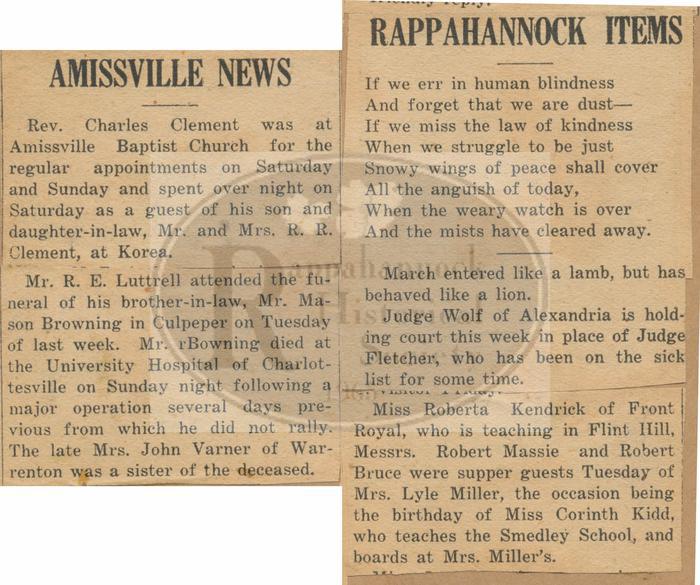 AMISSVILLE NEWS
Rev. Charles Clement was at
Amissville Baptist Church for the
regular appointments on Saturday
and Sunday and spent over night on
Saturday as a guest of his son and
daughter-in-law, Mr. and Mrs. R. R.
Clement, at Korea.
Mr. R. E. Luttrell attended the fu-
neral of his brother-in-law, Mr. Ma-
son Browning in Culpeper on Tuesday
of last week. Mr. rBowning died at
the University Hospital of Charlot-
tesville on Sunday night following a
major operation several days pre-
vious from which he did not rally.
The late Mrs. John Varner of War-
renton was a sister of the deceased.
friendly reply.
RAPPAHANNOCK ITEMS
If we err in human blindness
And forget that we are dust—
If we miss the law of kindness
When we struggle to be just
Snowy wings of peace shall cover
All the anguish of today,
When the weary watch is over
And the mists have cleared away.
March entered like a lamb, but has
behaved like a lion.
Judge Wolf of Alexandria is hold-
ing court this week in place of Judge
Fletcher, who has been on the sick
list for some time.
visitor Friday.
Miss Roberta Kendrick of Front
Royal, who is teaching in Flint Hill,
Messrs. Robert Massie and Robert
Bruce were supper guests Tuesday of
Mrs. Lyle Miller, the occasion being
the birthday of Miss Corinth Kidd,
who teaches the Smedley School, and
boards at Mrs. Miller's.
Rappahannock
Historical
Society